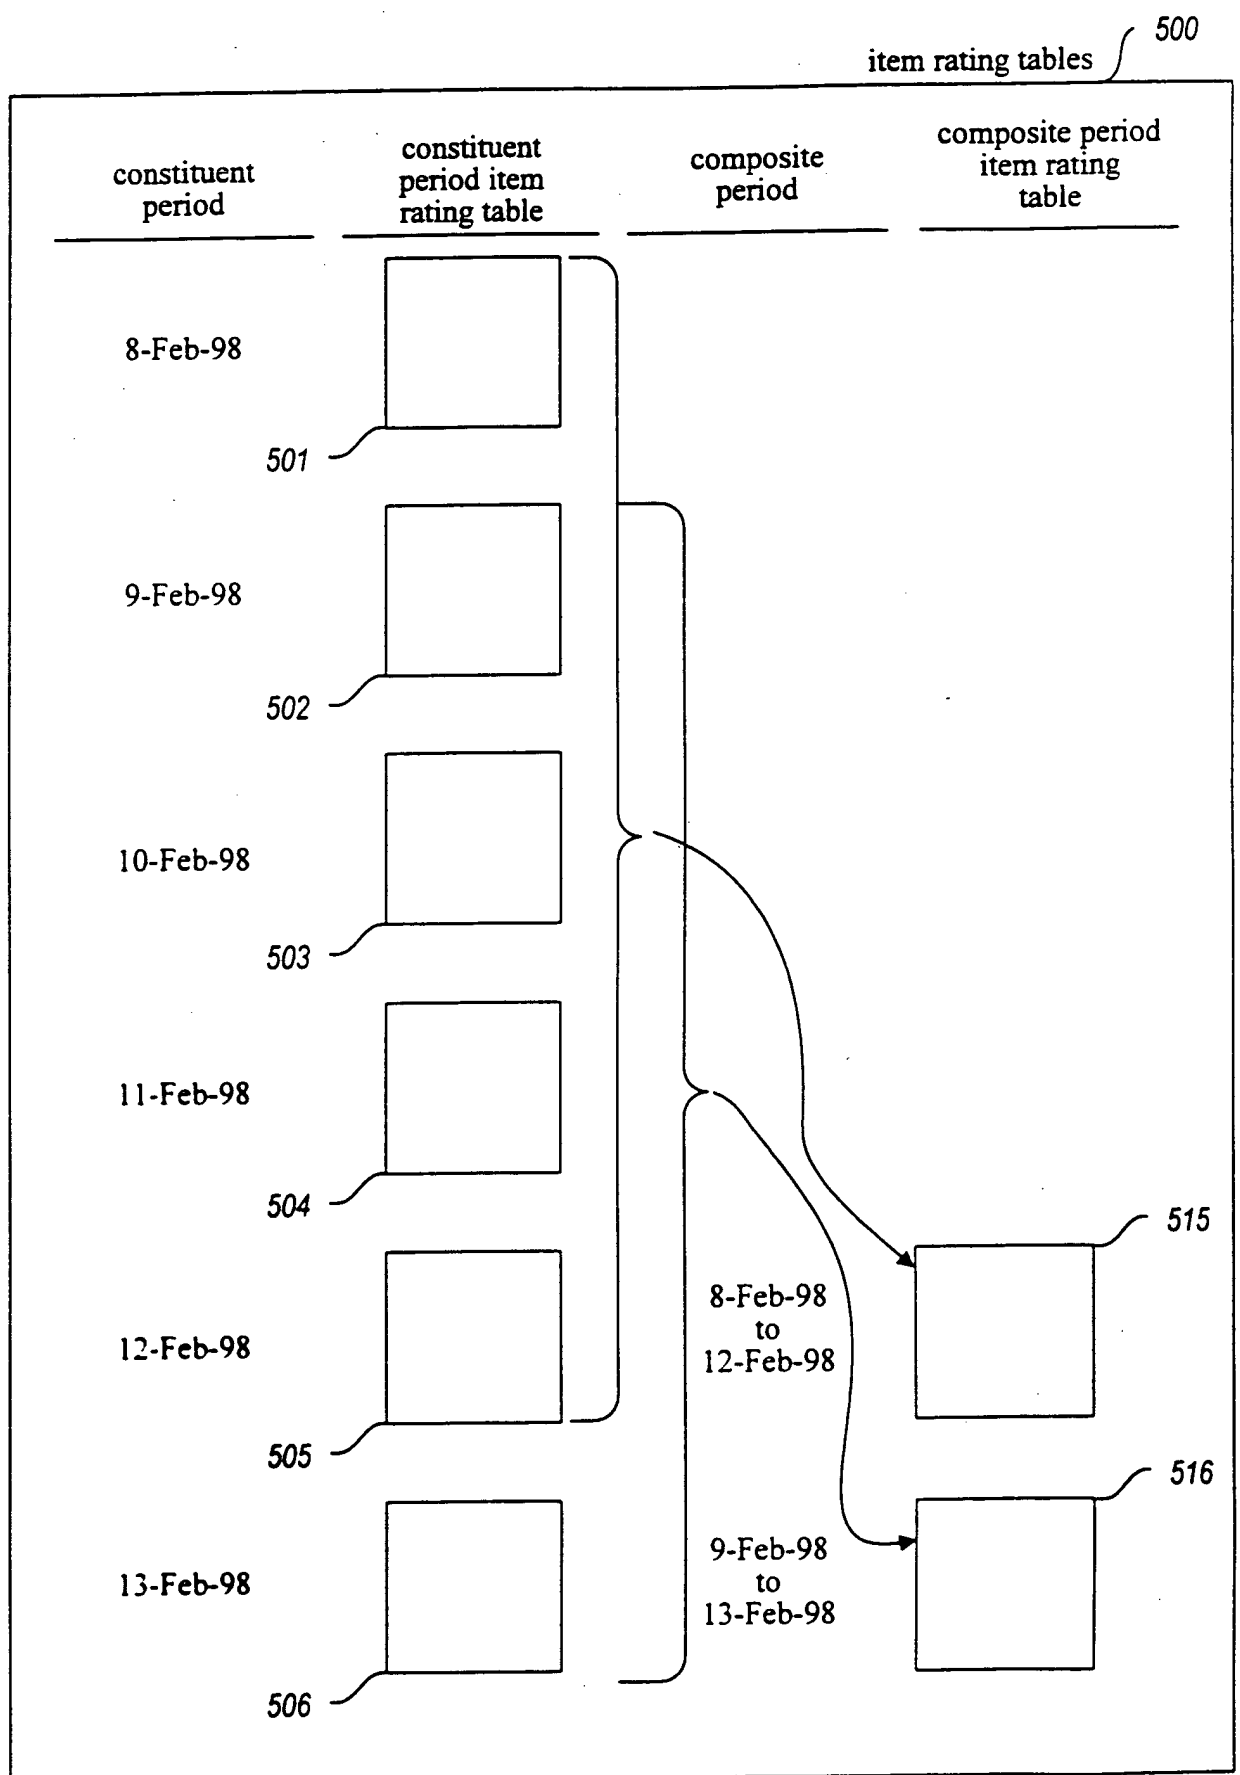 500
item rating tables
constituent
period
constituent
period item
rating table
composite
period
composite period
item rating
table
8-Feb-98
501
9-Feb-98
502
10-Feb-98
503
11-Feb-98
504
515
8-Feb-98
to
12-Feb-98
12-Feb-98
505
516
9-Feb-98
to
13-Feb-98
13-Feb-98
506